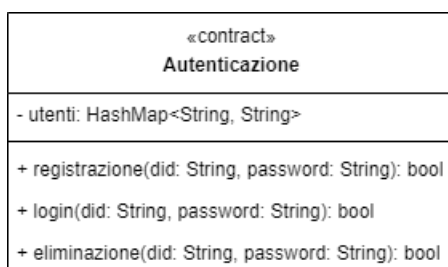 «contract»
Autenticazione
- utenti: HashMap<String, String>
+ registrazione(did: String, password: String): bool
+ login(did: String, password: String): bool
+ eliminazione(did: String, password: String): bool